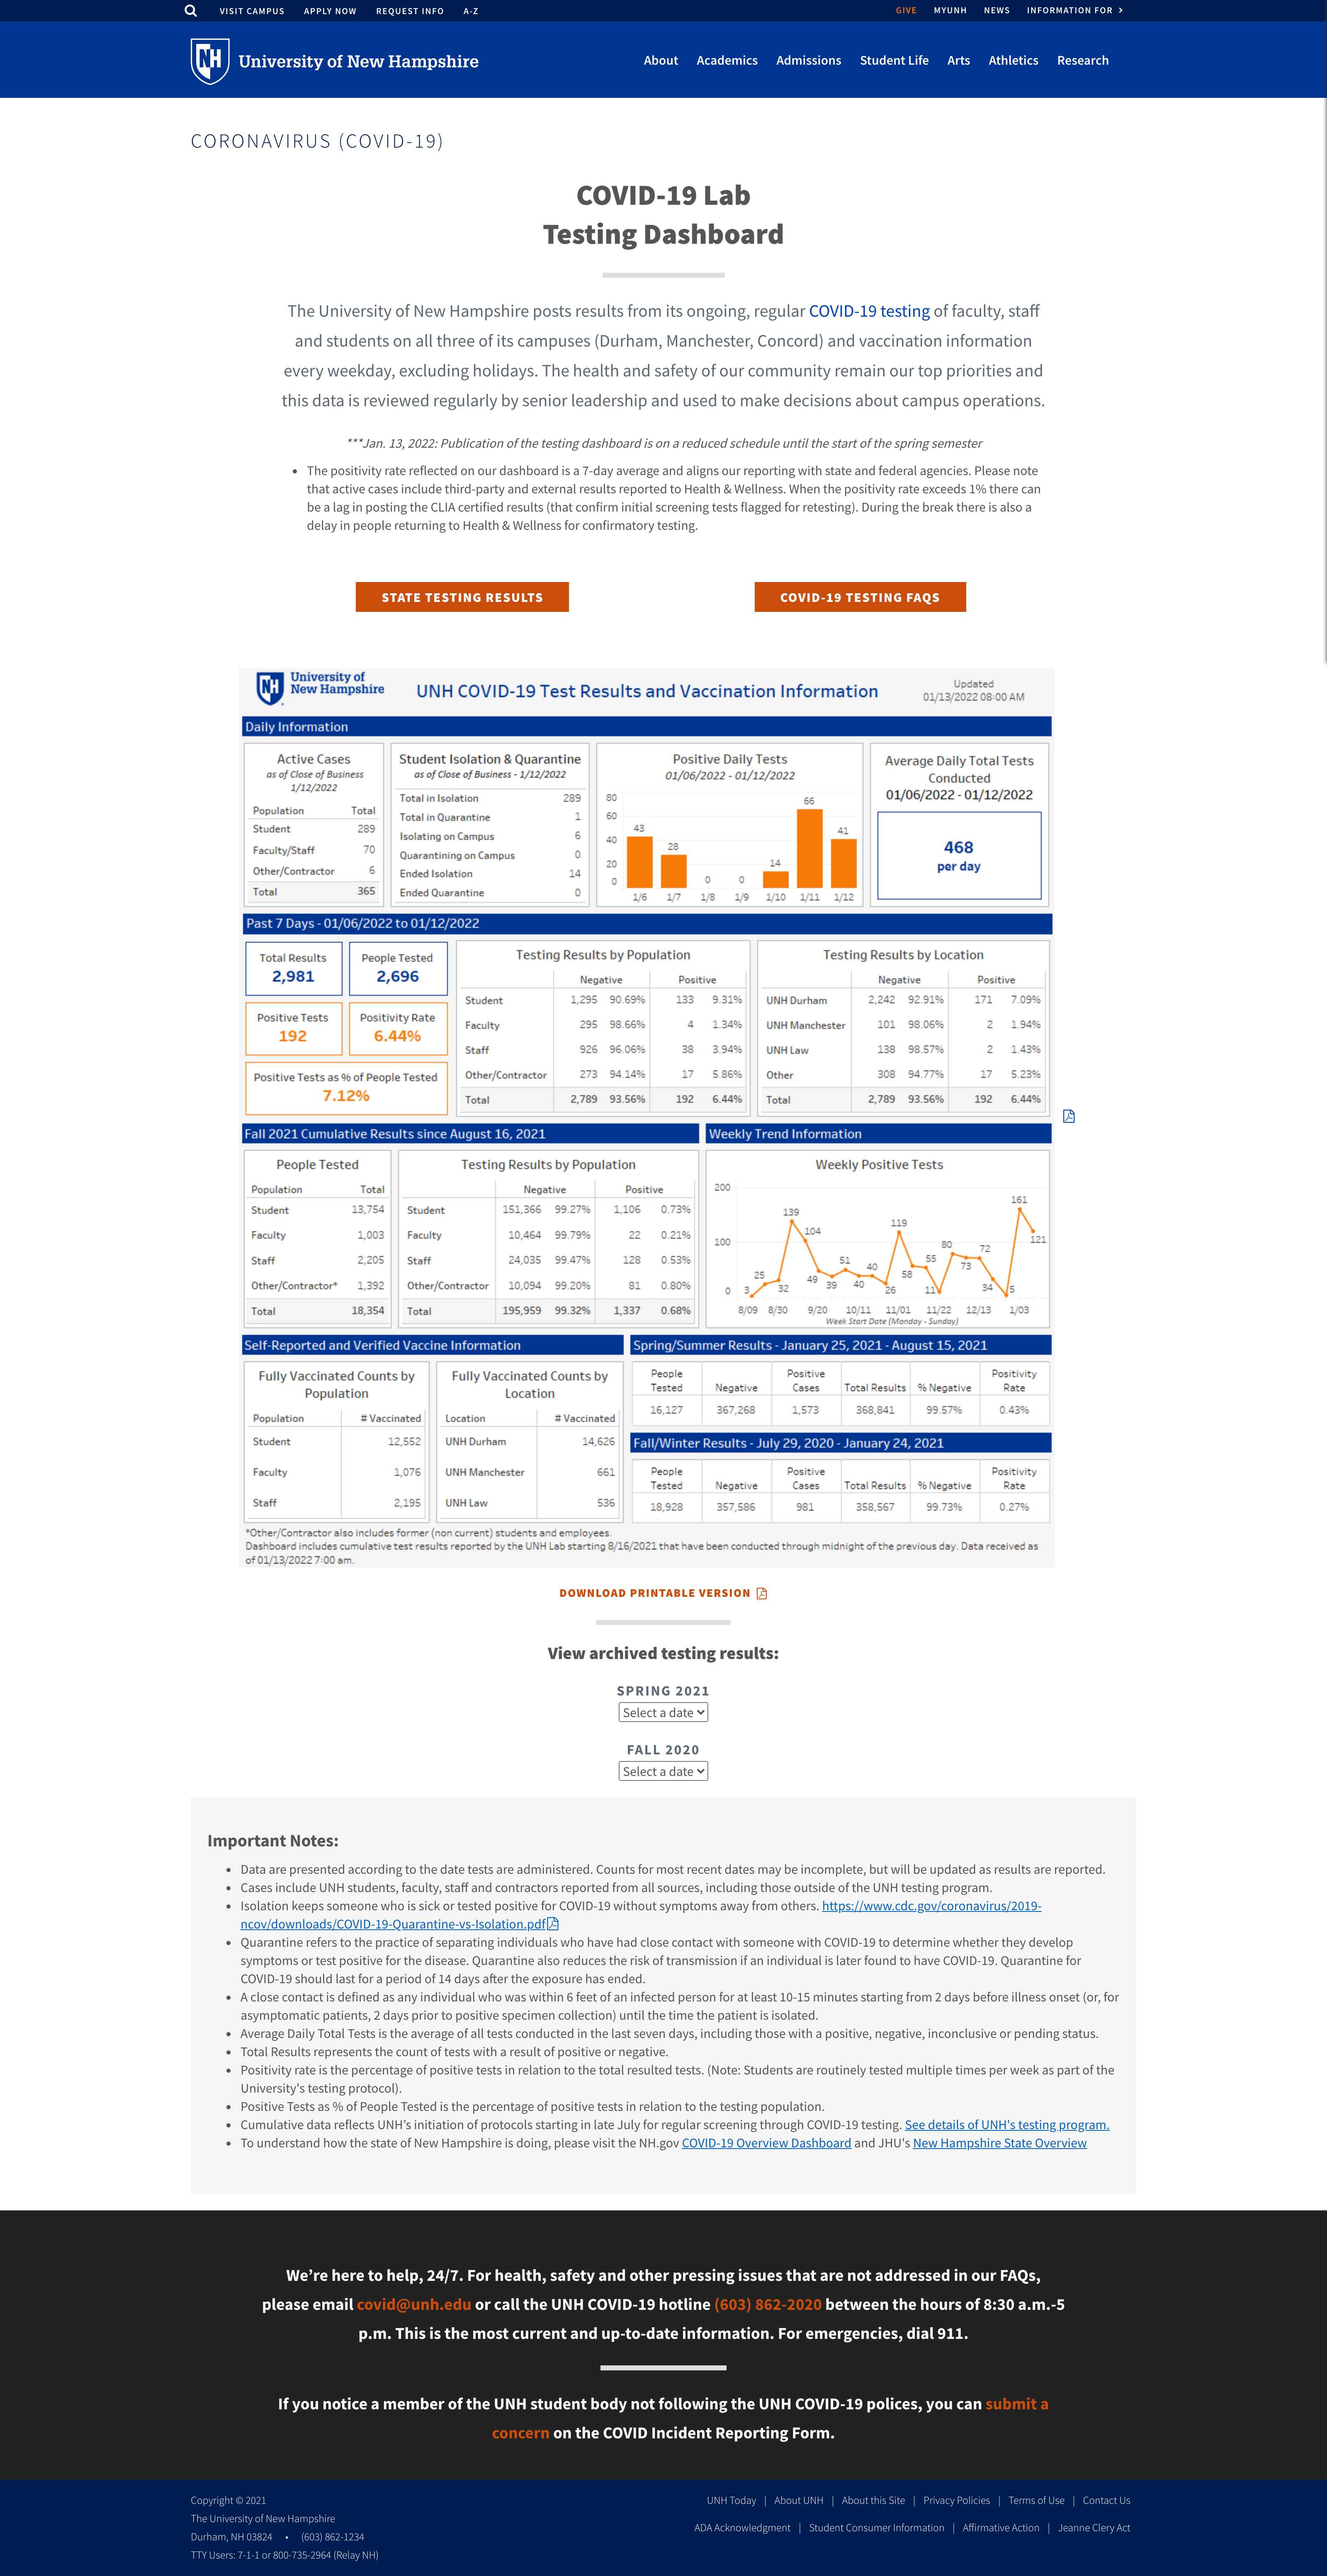 VISIT CAMPUS APPLY NOW REQUEST INFO A-Z GIVE MYUNH NEWS INFORMATION FOR
NH University of New Hampshire About Academics Admissions Student Life Arts Athletics Research
CORONAVIRUS (COVID-19)
COVID-19 Lab
Testing Dashboard
The University of New Hampshire posts results from its ongoing, regular COVID-19 testing of faculty, staff
and students on all three of its campuses (Durham, Manchester, Concord) and vaccination information
every weekday, excluding holidays. The health and safety of our community remain our top priorities and
this data is reviewed regularly by senior leadership and used to make decisions about campus operations.
***Jan. 13, 2022: Publication of the testing dashboard is on a reduced schedule until the start of the spring semester
• The positivity rate reflected on our dashboard is a 7-day average and aligns our reporting with state and federal agencies. Please note
that active cases include third-party and external results reported to Health & Wellness. When the positivity rate exceeds 1% there can
be a lag in posting the CLIA certified results (that confirm initial screening tests flagged for retesting). During the break there is also a
delay in people returning to Health & Wellness for confirmatory testing.
STATE TESTING RESULTS COVID-19 TESTING FAQS
NH University of
New Hampshire
UNH COVID-19 Test Results and Vaccination Information
Updated
01/13/2022 08:00 AM
Daily Information
Active Cases
as of Close of Business
1/12/2022
Population Total
Student 289
Faculty/Staff 70
Other/Contractor 6
Total 365
Student Isolation & Quarantine
as of Close of Business - 1/12/2022
Total in Isolation 289
Total in Quarantine 1
Isolating on Campus 6
Quarantining on Campus 0
Ended Isolation 14
Ended Quarantine 0
Positive Daily Tests
01/06/2022 - 01/12/2022
80
60
40
20
0
43 28 0 0 14 66 41
1/6 1/7 1/8 1/9 1/10 1/11 1/12
Average Daily Total Tests
Conducted
01/06/2022 - 01/12/2022
468
per day
Past 7 Days - 01/06/2022 to 01/12/2022
Total Results
2,981
People Tested
2,696
Positive Tests
192
Positivity Rate
6.44%
Positive Tests as % of People Tested
7.12%
Testing Results by Population
Negative Positive
Student 1,295 90.69% 133 9.31%
Faculty 295 98.66% 4 1.34%
Staff 926 96.06% 38 3.94%
Other/Contractor 273 94.14% 17 5.86%
Total 2,789 93.56% 192 6.44%
Testing Results by Location
Negative Positive
UNH Durham 2,242 92.91% 171 7.09%
UNH Manchester 101 98.06% 2 1.94%
UNH Law 138 98.57% 2 1.43%
Other 308 94.77% 17 5.23%
Total 2,789 93.56% 192 6.44%
Fall 2021 Cumulative Results since August 16, 2021
People Tested
Population Total
Student 13,754
Faculty 1,003
Staff 2,205
Other/Contractor* 1,392
Total 18,354
Testing Results by Population
Negative Positive
Student 151,366 99.27% 1,106 0.73%
Faculty 10,464 99.79% 22 0.21%
Staff 24,035 99.47% 128 0.53%
Other/Contractor 10,094 99.20% 81 0.80%
Total 195,959 99.32% 1,337 0.68%
Weekly Trend Information
Weekly Positive Tests
200
100
0
3 25 32 139 104 49 39 51 40 40 26 119 58 55 11 80 73 72 34 5 161 121
8/09 8/30 9/20 10/11 11/01 11/22 12/13 1/03
Week Start Date (Monday - Sunday)
Self-Reported and Verified Vaccine Information
Fully Vaccinated Counts by
Population
Population # Vaccinated
Student 12,552
Faculty 1,076
Staff 2,195
Fully Vaccinated Counts by
Location
Location # Vaccinated
UNH Durham 14,626
UNH Manchester 661
UNH Law 536
Spring/Summer Results - January 25, 2021 - August 15, 2021
People Tested Negative Positive Cases Total Results % Negative Positivity Rate
16,127 367,268 1,573 368,841 99.57% 0.43%
Fall/Winter Results - July 29, 2020 - January 24, 2021
People Tested Negative Positive Cases Total Results % Negative Positivity Rate
18,928 357,586 981 358,567 99.73% 0.27%
*Other/Contractor also includes former (non current) students and employees.
Dashboard includes cumulative test results reported by the UNH Lab starting 8/16/2021 that have been conducted through midnight of the previous day. Data received as
of 01/13/2022 7:00 am.
DOWNLOAD PRINTABLE VERSION
View archived testing results:
SPRING 2021
Select a date
FALL 2020
Select a date
Important Notes:
• Data are presented according to the date tests are administered. Counts for most recent dates may be incomplete, but will be updated as results are reported.
• Cases include UNH students, faculty, staff and contractors reported from all sources, including those outside of the UNH testing program.
• Isolation keeps someone who is sick or tested positive for COVID-19 without symptoms away from others. https://www.cdc.gov/coronavirus/2019-
ncov/downloads/COVID-19-Quarantine-vs-Isolation.pdf
• Quarantine refers to the practice of separating individuals who have had close contact with someone with COVID-19 to determine whether they develop
symptoms or test positive for the disease. Quarantine also reduces the risk of transmission if an individual is later found to have COVID-19. Quarantine for
COVID-19 should last for a period of 14 days after the exposure has ended.
• A close contact is defined as any individual who was within 6 feet of an infected person for at least 10-15 minutes starting from 2 days before illness onset (or, for
asymptomatic patients, 2 days prior to positive specimen collection) until the time the patient is isolated.
• Average Daily Total Tests is the average of all tests conducted in the last seven days, including those with a positive, negative, inconclusive or pending status.
• Total Results represents the count of tests with a result of positive or negative.
• Positivity rate is the percentage of positive tests in relation to the total resulted tests. (Note: Students are routinely tested multiple times per week as part of the
University's testing protocol).
• Positive Tests as % of People Tested is the percentage of positive tests in relation to the testing population.
• Cumulative data reflects UNH's initiation of protocols starting in late July for regular screening through COVID-19 testing. See details of UNH's testing program.
• To understand how the state of New Hampshire is doing, please visit the NH.gov COVID-19 Overview Dashboard and JHU's New Hampshire State Overview
We're here to help, 24/7. For health, safety and other pressing issues that are not addressed in our FAQs,
please email covid@unh.edu or call the UNH COVID-19 hotline (603) 862-2020 between the hours of 8:30 a.m.-5
p.m. This is the most current and up-to-date information. For emergencies, dial 911.
If you notice a member of the UNH student body not following the UNH COVID-19 polices, you can submit a
concern on the COVID Incident Reporting Form.
Copyright © 2021
The University of New Hampshire
Durham, NH 03824 • (603) 862-1234
TTY Users: 7-1-1 or 800-735-2964 (Relay NH)
UNH Today | About UNH | About this Site | Privacy Policies | Terms of Use | Contact Us
ADA Acknowledgment | Student Consumer Information | Affirmative Action | Jeanne Clery Act